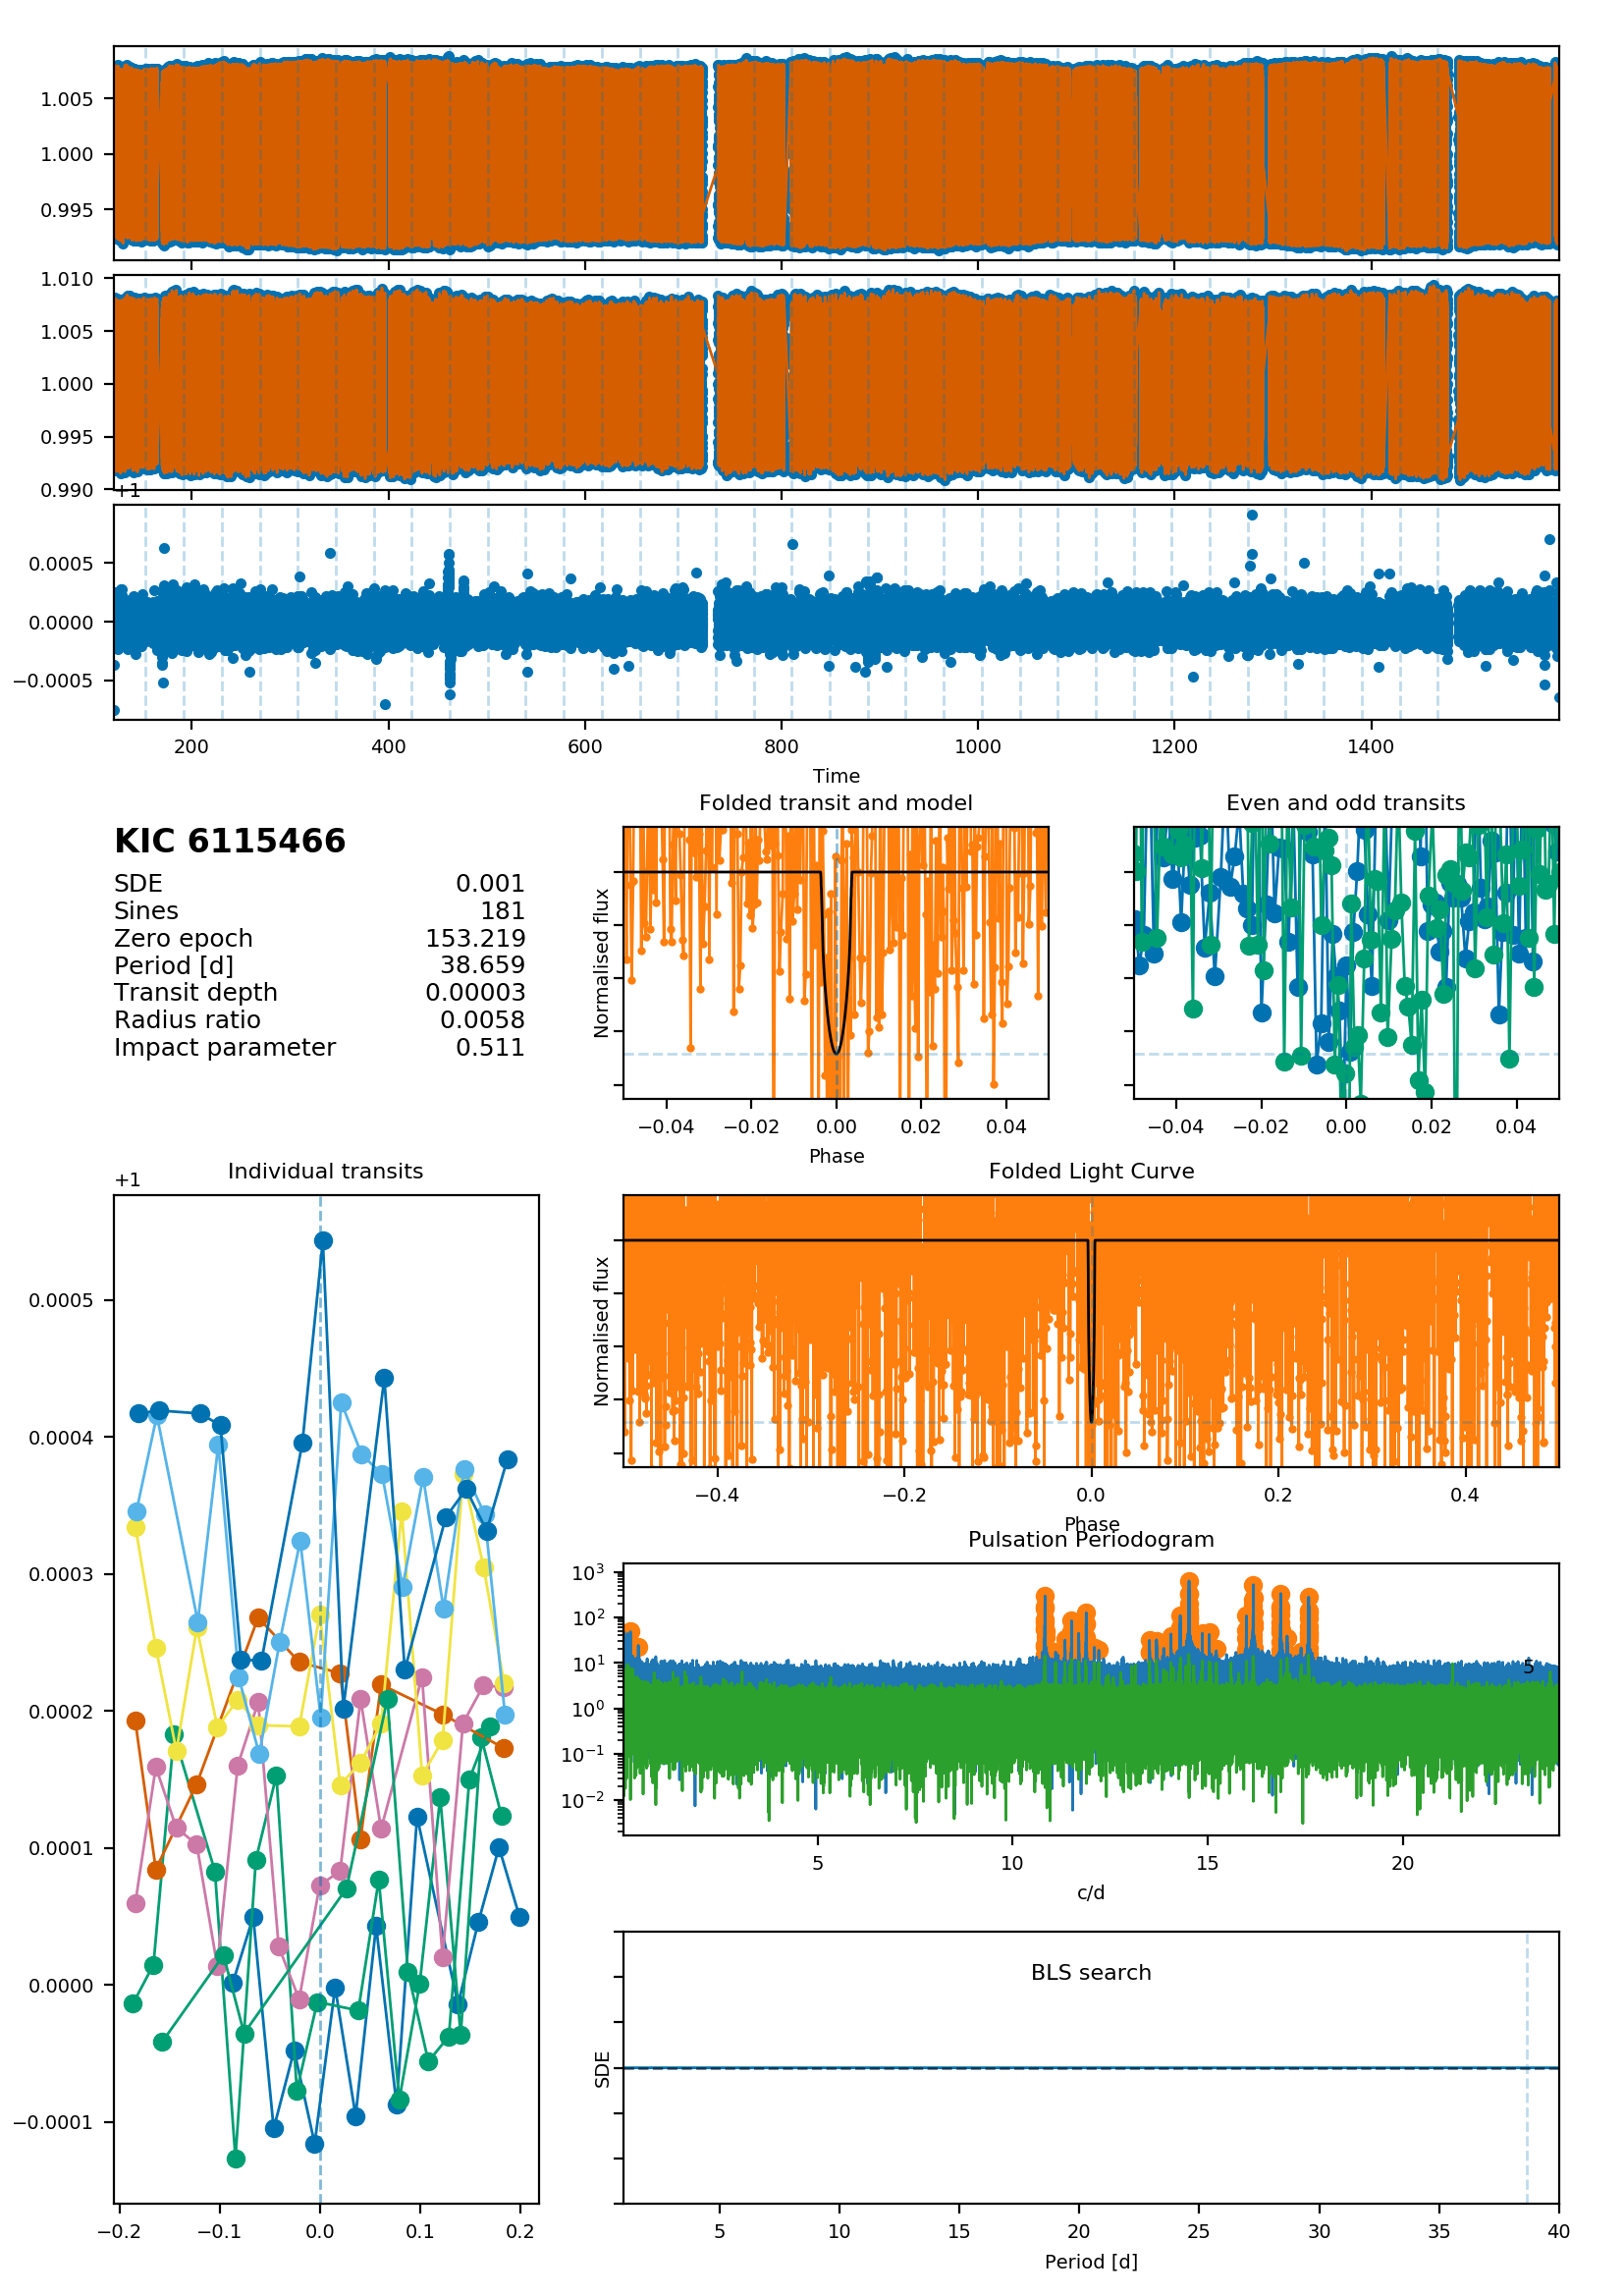 1.005
1.000
0.995
1.010
1.005
1.000
0.995
0.990
+1
0.0005
0.0000
−0.0005
200 400 600 800 1000 1200 1400
Time
KIC 6115466
SDE 0.001
Sines 181
Zero epoch 153.219
Period [d] 38.659
Transit depth 0.00003
Radius ratio 0.0058
Impact parameter 0.511
Folded transit and model
Normalised flux
−0.04 −0.02 0.00 0.02 0.04
Phase
Even and odd transits
−0.04 −0.02 0.00 0.02 0.04
Individual transits
+1
0.0005
0.0004
0.0003
0.0002
0.0001
0.0000
−0.0001
−0.2 −0.1 0.0 0.1 0.2
Folded Light Curve
Normalised flux
−0.4 −0.2 0.0 0.2 0.4
Phase
Pulsation Periodogram
10³
10²
10¹
10⁰
10⁻¹
10⁻²
5
5 10 15 20
c/d
BLS search
SDE
5 10 15 20 25 30 35 40
Period [d]